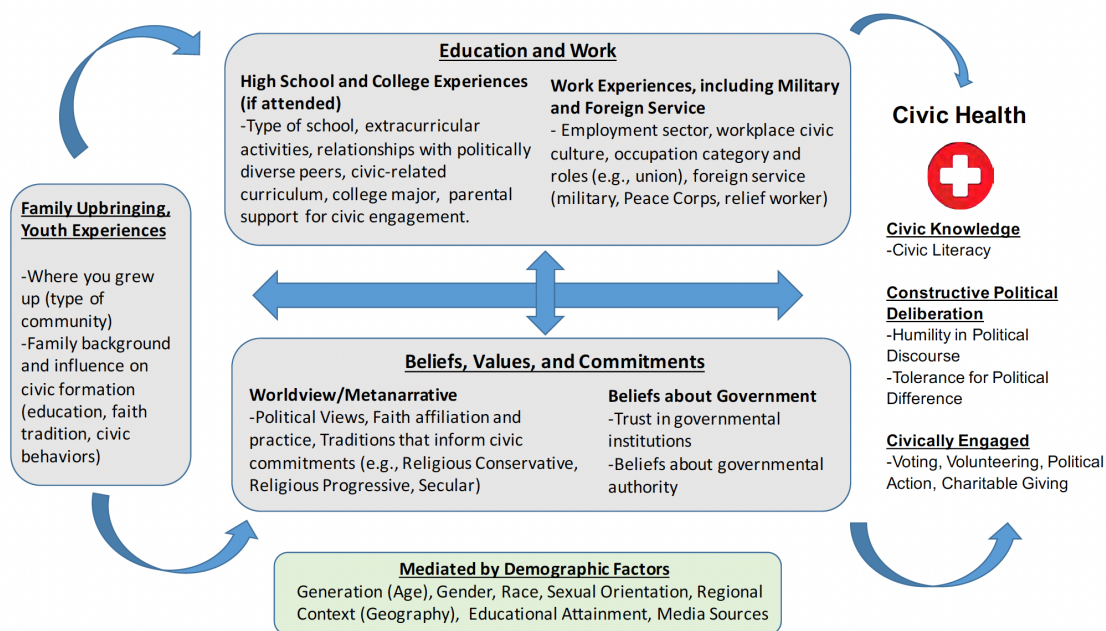 Education and Work
High School and College Experiences
(if attended)
-Type of school, extracurricular
activities, relationships with politically
diverse peers, civic-related
curriculum, college major, parental
support for civic engagement.
Work Experiences, including Military
and Foreign Service
- Employment sector, workplace civic
culture, occupation category and
roles (e.g., union), foreign service
(military, Peace Corps, relief worker)
Family Upbringing,
Youth Experiences
-Where you grew
up (type of
community)
-Family background
and influence on
civic formation
(education, faith
tradition, civic
behaviors)
Beliefs, Values, and Commitments
Worldview/Metanarrative
-Political Views, Faith affiliation and
practice, Traditions that inform civic
commitments (e.g., Religious Conservative,
Religious Progressive, Secular)
Beliefs about Government
-Trust in governmental
institutions
-Beliefs about governmental
authority
Mediated by Demographic Factors
Generation (Age), Gender, Race, Sexual Orientation, Regional
Context (Geography), Educational Attainment, Media Sources
Civic Health
Civic Knowledge
-Civic Literacy
Constructive Political
Deliberation
-Humility in Political
Discourse
-Tolerance for Political
Difference
Civically Engaged
-Voting, Volunteering, Political
Action, Charitable Giving